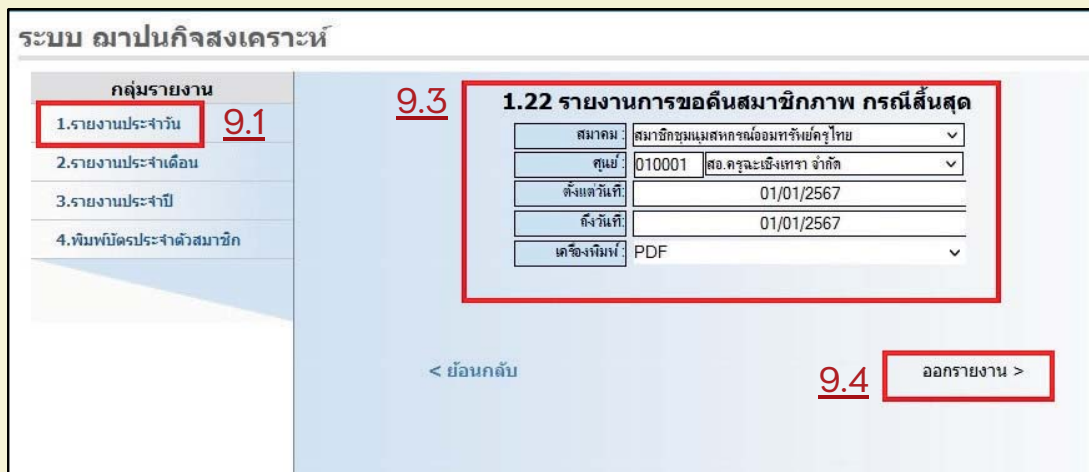 ระบบ ฌาปนกิจสงเคราะห์
กลุ่มรายงาน
1.รายงานประจำวัน
9.1
2.รายงานประจำเดือน
3.รายงานประจำปี
4.พิมพ์บัตรประจำตัวสมาชิก
9.3
1.22 รายงานการขอคืนสมาชิกภาพ กรณีสิ้นสุด
สมาคม : สมาชิกชุมนุมสหกรณ์ออมทรัพย์ครูไทย
ศูนย์ : 010001 สอ.ครูฉะเชิงเทรา จำกัด
ตั้งแต่วันที่: 01/01/2567
ถึงวันที่: 01/01/2567
เครื่องพิมพ์ : PDF
< ย้อนกลับ
9.4
ออกรายงาน >